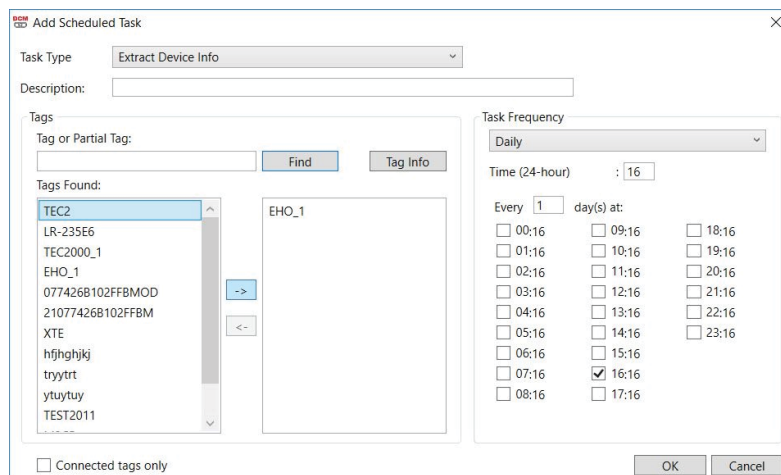 DCM Add Scheduled Task
Task Type Extract Device Info
Description:
Tags
Tag or Partial Tag:
Find Tag Info
Tags Found:
TEC2
LR-235E6
TEC2000_1
EHO_1
077426B102FFBMOD
21077426B102FFBM
XTE
hfjhghjkj
tryytrt
ytuytuy
TEST2011
->
<-
EHO_1
Connected tags only
Task Frequency
Daily
Time (24-hour) : 16
Every 1 day(s) at:
00:16 09:16 18:16
01:16 10:16 19:16
02:16 11:16 20:16
03:16 12:16 21:16
04:16 13:16 22:16
05:16 14:16 23:16
06:16 15:16
07:16 16:16
08:16 17:16
OK Cancel